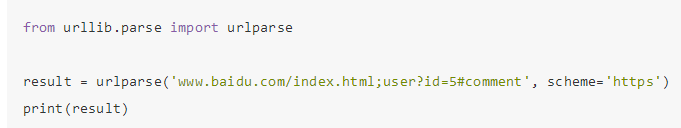 from urllib.parse import urlparse
result = urlparse('www.baidu.com/index.html;user?id=5#comment', scheme='https')
print(result)